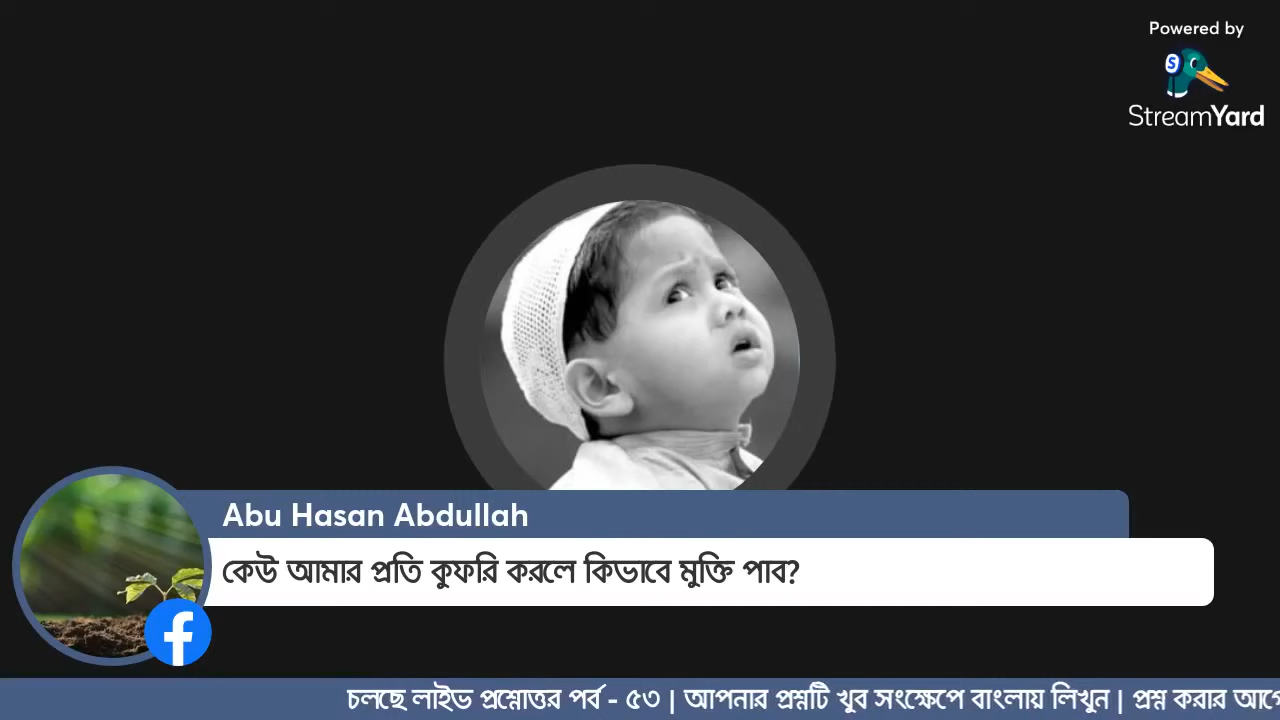 Powered by
StreamYard
Abu Hasan Abdullah
কেউ আমার প্রতি কুফরি করলে কিভাবে মুক্তি পাব?
চলছে লাইভ প্রশ্নোত্তর পর্ব - ৫৩ | আপনার প্রশ্নটি খুব সংক্ষেপে বাংলায় লিখুন | প্রশ্ন করার